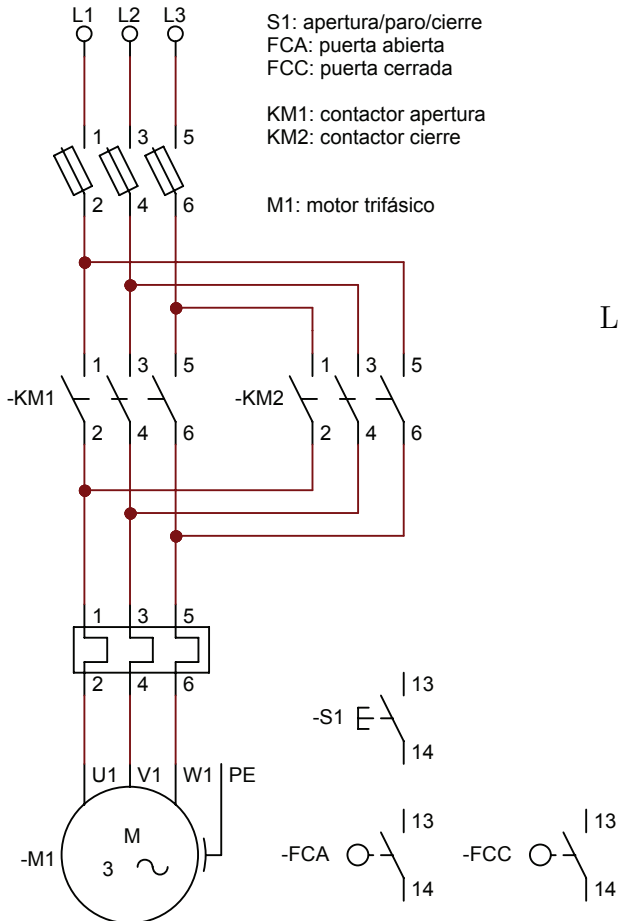 L1 L2 L3
S1: apertura/paro/cierre
FCA: puerta abierta
FCC: puerta cerrada
KM1: contactor apertura
KM2: contactor cierre
M1: motor trifásico
1 3 5
2 4 6
L
1 3 5 1 3 5
-KM1 -KM2
2 4 6 2 4 6
1 3 5
2 4 6
13
-S1
14
U1 V1 W1 PE
M
3
-M1
13 13
-FCA -FCC
14 14